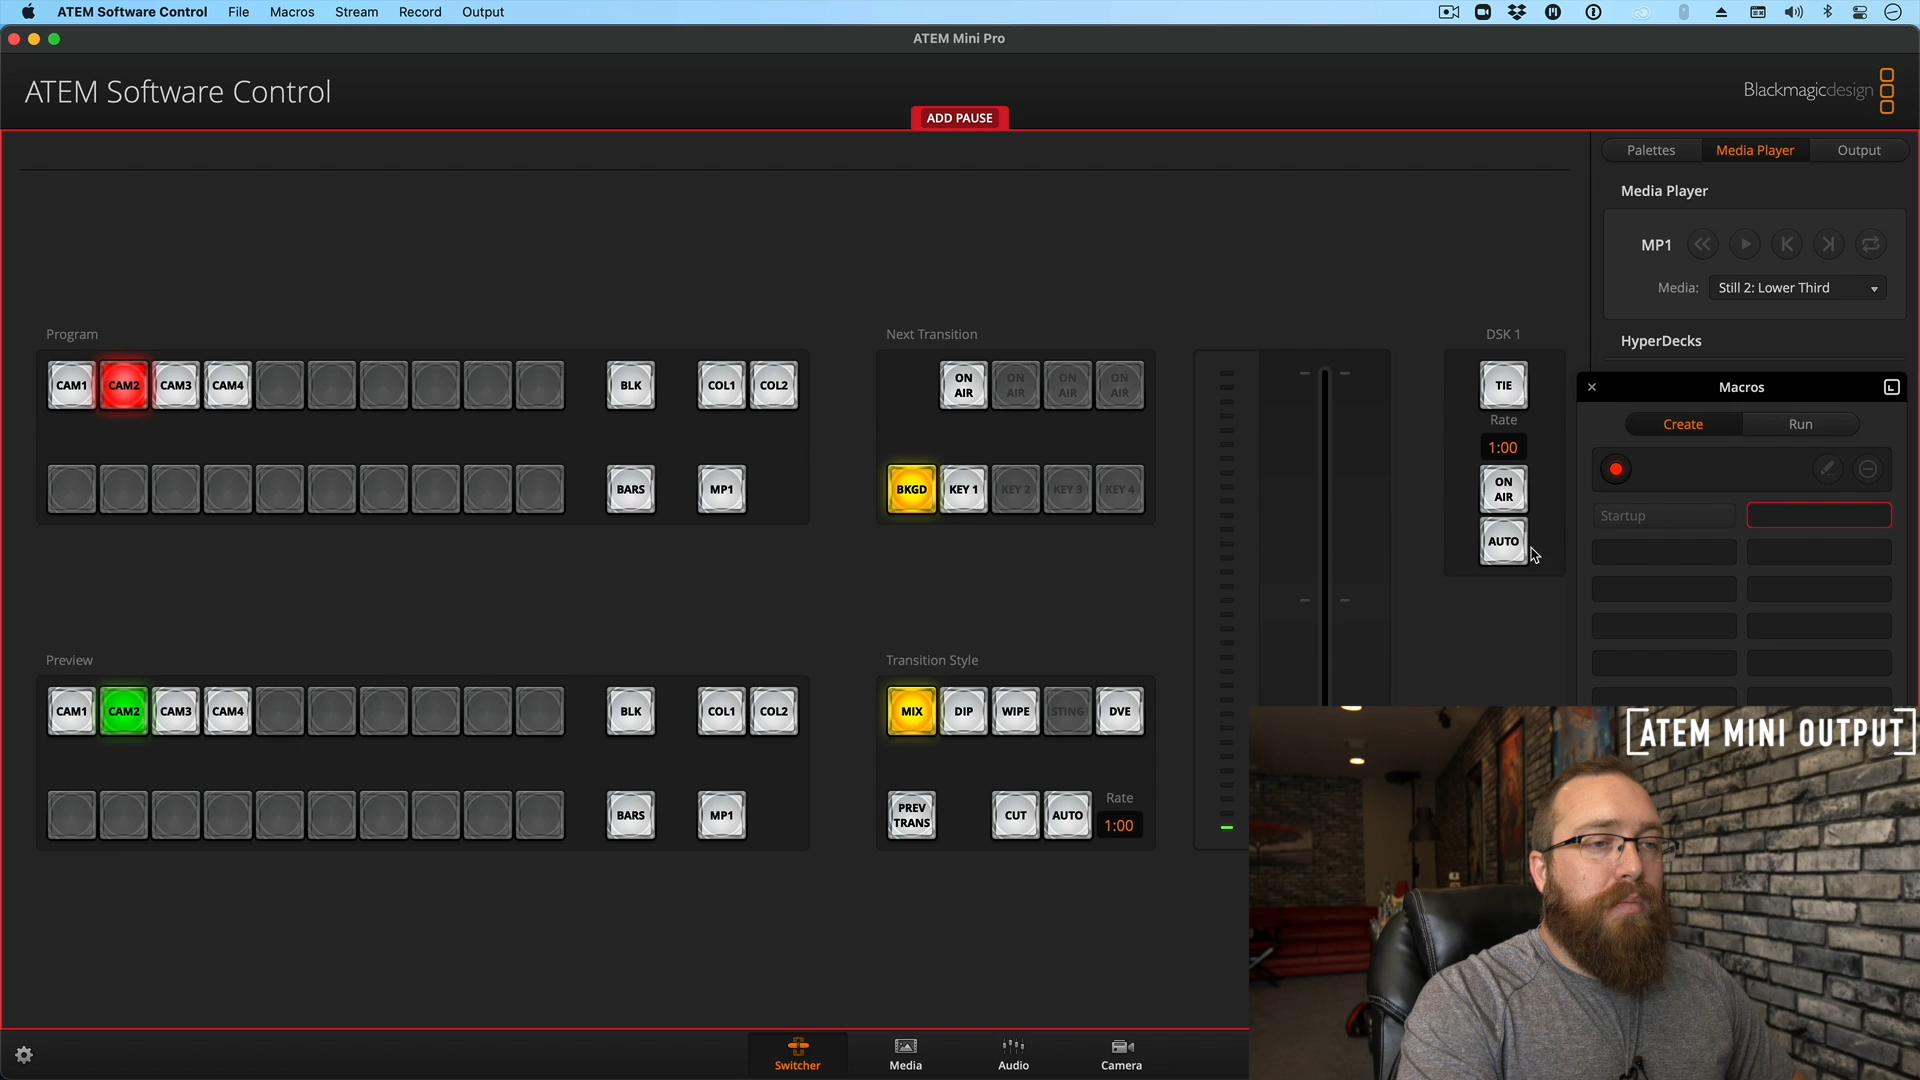 ATEM Software Control File Macros Stream Record Output
ATEM Mini Pro
ATEM Software Control
Blackmagicdesign
ADD PAUSE
Palettes Media Player Output
Media Player
MP1
Media: Still 2: Lower Third
HyperDecks
Program
CAM1 CAM2 CAM3 CAM4 BLK COL1 COL2
BARS MP1
Next Transition
ON AIR ON AIR ON AIR ON AIR
BKGD KEY 1 KEY 2 KEY 3 KEY 4
DSK 1
TIE
Rate
1:00
ON AIR
AUTO
Macros
Create Run
Startup
Preview
CAM1 CAM2 CAM3 CAM4 BLK COL1 COL2
BARS MP1
Transition Style
MIX DIP WIPE STING DVE
PREV TRANS CUT AUTO
Rate
1:00
[ATEM MINI OUTPUT]
Switcher Media Audio Camera